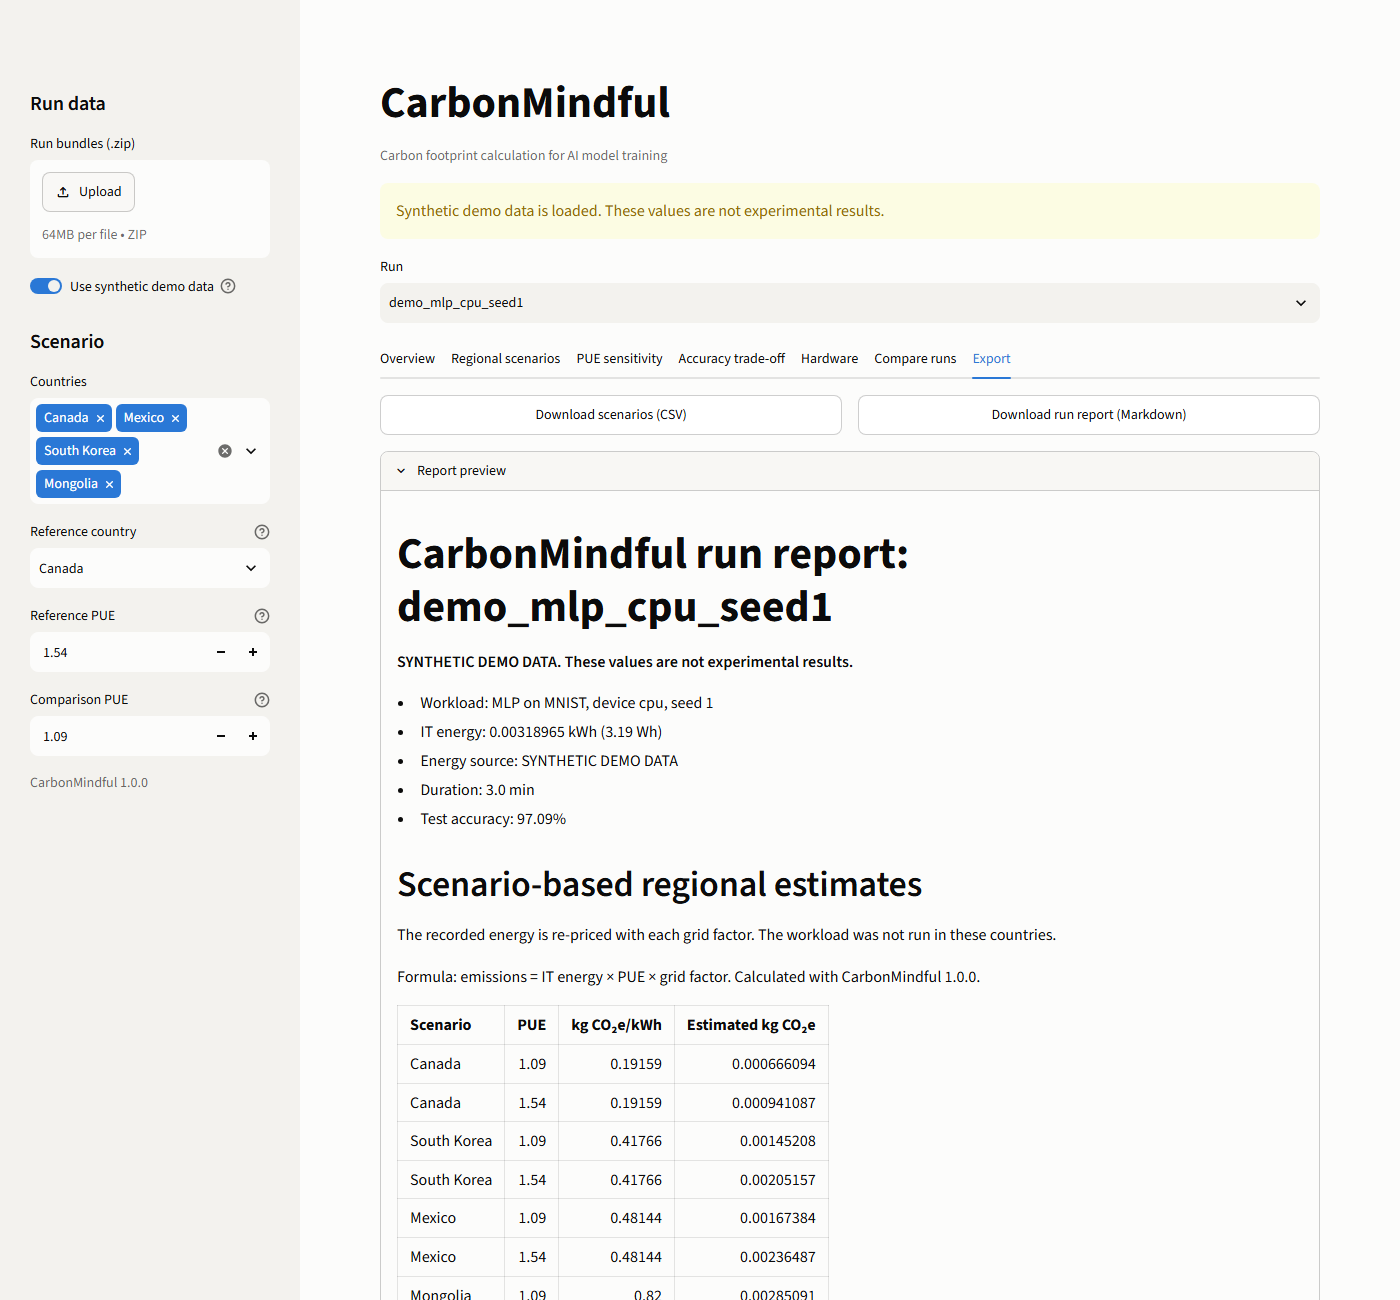 Run data
Run bundles (.zip)
Upload
64MB per file • ZIP
Use synthetic demo data
Scenario
Countries
Canada ×
Mexico ×
South Korea ×
Mongolia ×
Reference country
Canada
Reference PUE
1.54
Comparison PUE
1.09
CarbonMindful 1.0.0
CarbonMindful
Carbon footprint calculation for AI model training
Synthetic demo data is loaded. These values are not experimental results.
Run
demo_mlp_cpu_seed1
Overview Regional scenarios PUE sensitivity Accuracy trade-off Hardware Compare runs Export
Download scenarios (CSV) Download run report (Markdown)
Report preview
CarbonMindful run report:
demo_mlp_cpu_seed1
SYNTHETIC DEMO DATA. These values are not experimental results.
• Workload: MLP on MNIST, device cpu, seed 1
• IT energy: 0.00318965 kWh (3.19 Wh)
• Energy source: SYNTHETIC DEMO DATA
• Duration: 3.0 min
• Test accuracy: 97.09%
Scenario-based regional estimates
The recorded energy is re-priced with each grid factor. The workload was not run in these countries.
Formula: emissions = IT energy × PUE × grid factor. Calculated with CarbonMindful 1.0.0.
Scenario PUE kg CO₂e/kWh Estimated kg CO₂e
Canada 1.09 0.19159 0.000666094
Canada 1.54 0.19159 0.000941087
South Korea 1.09 0.41766 0.00145208
South Korea 1.54 0.41766 0.00205157
Mexico 1.09 0.48144 0.00167384
Mexico 1.54 0.48144 0.00236487
Mongolia 1.09 0.82 0.00285091